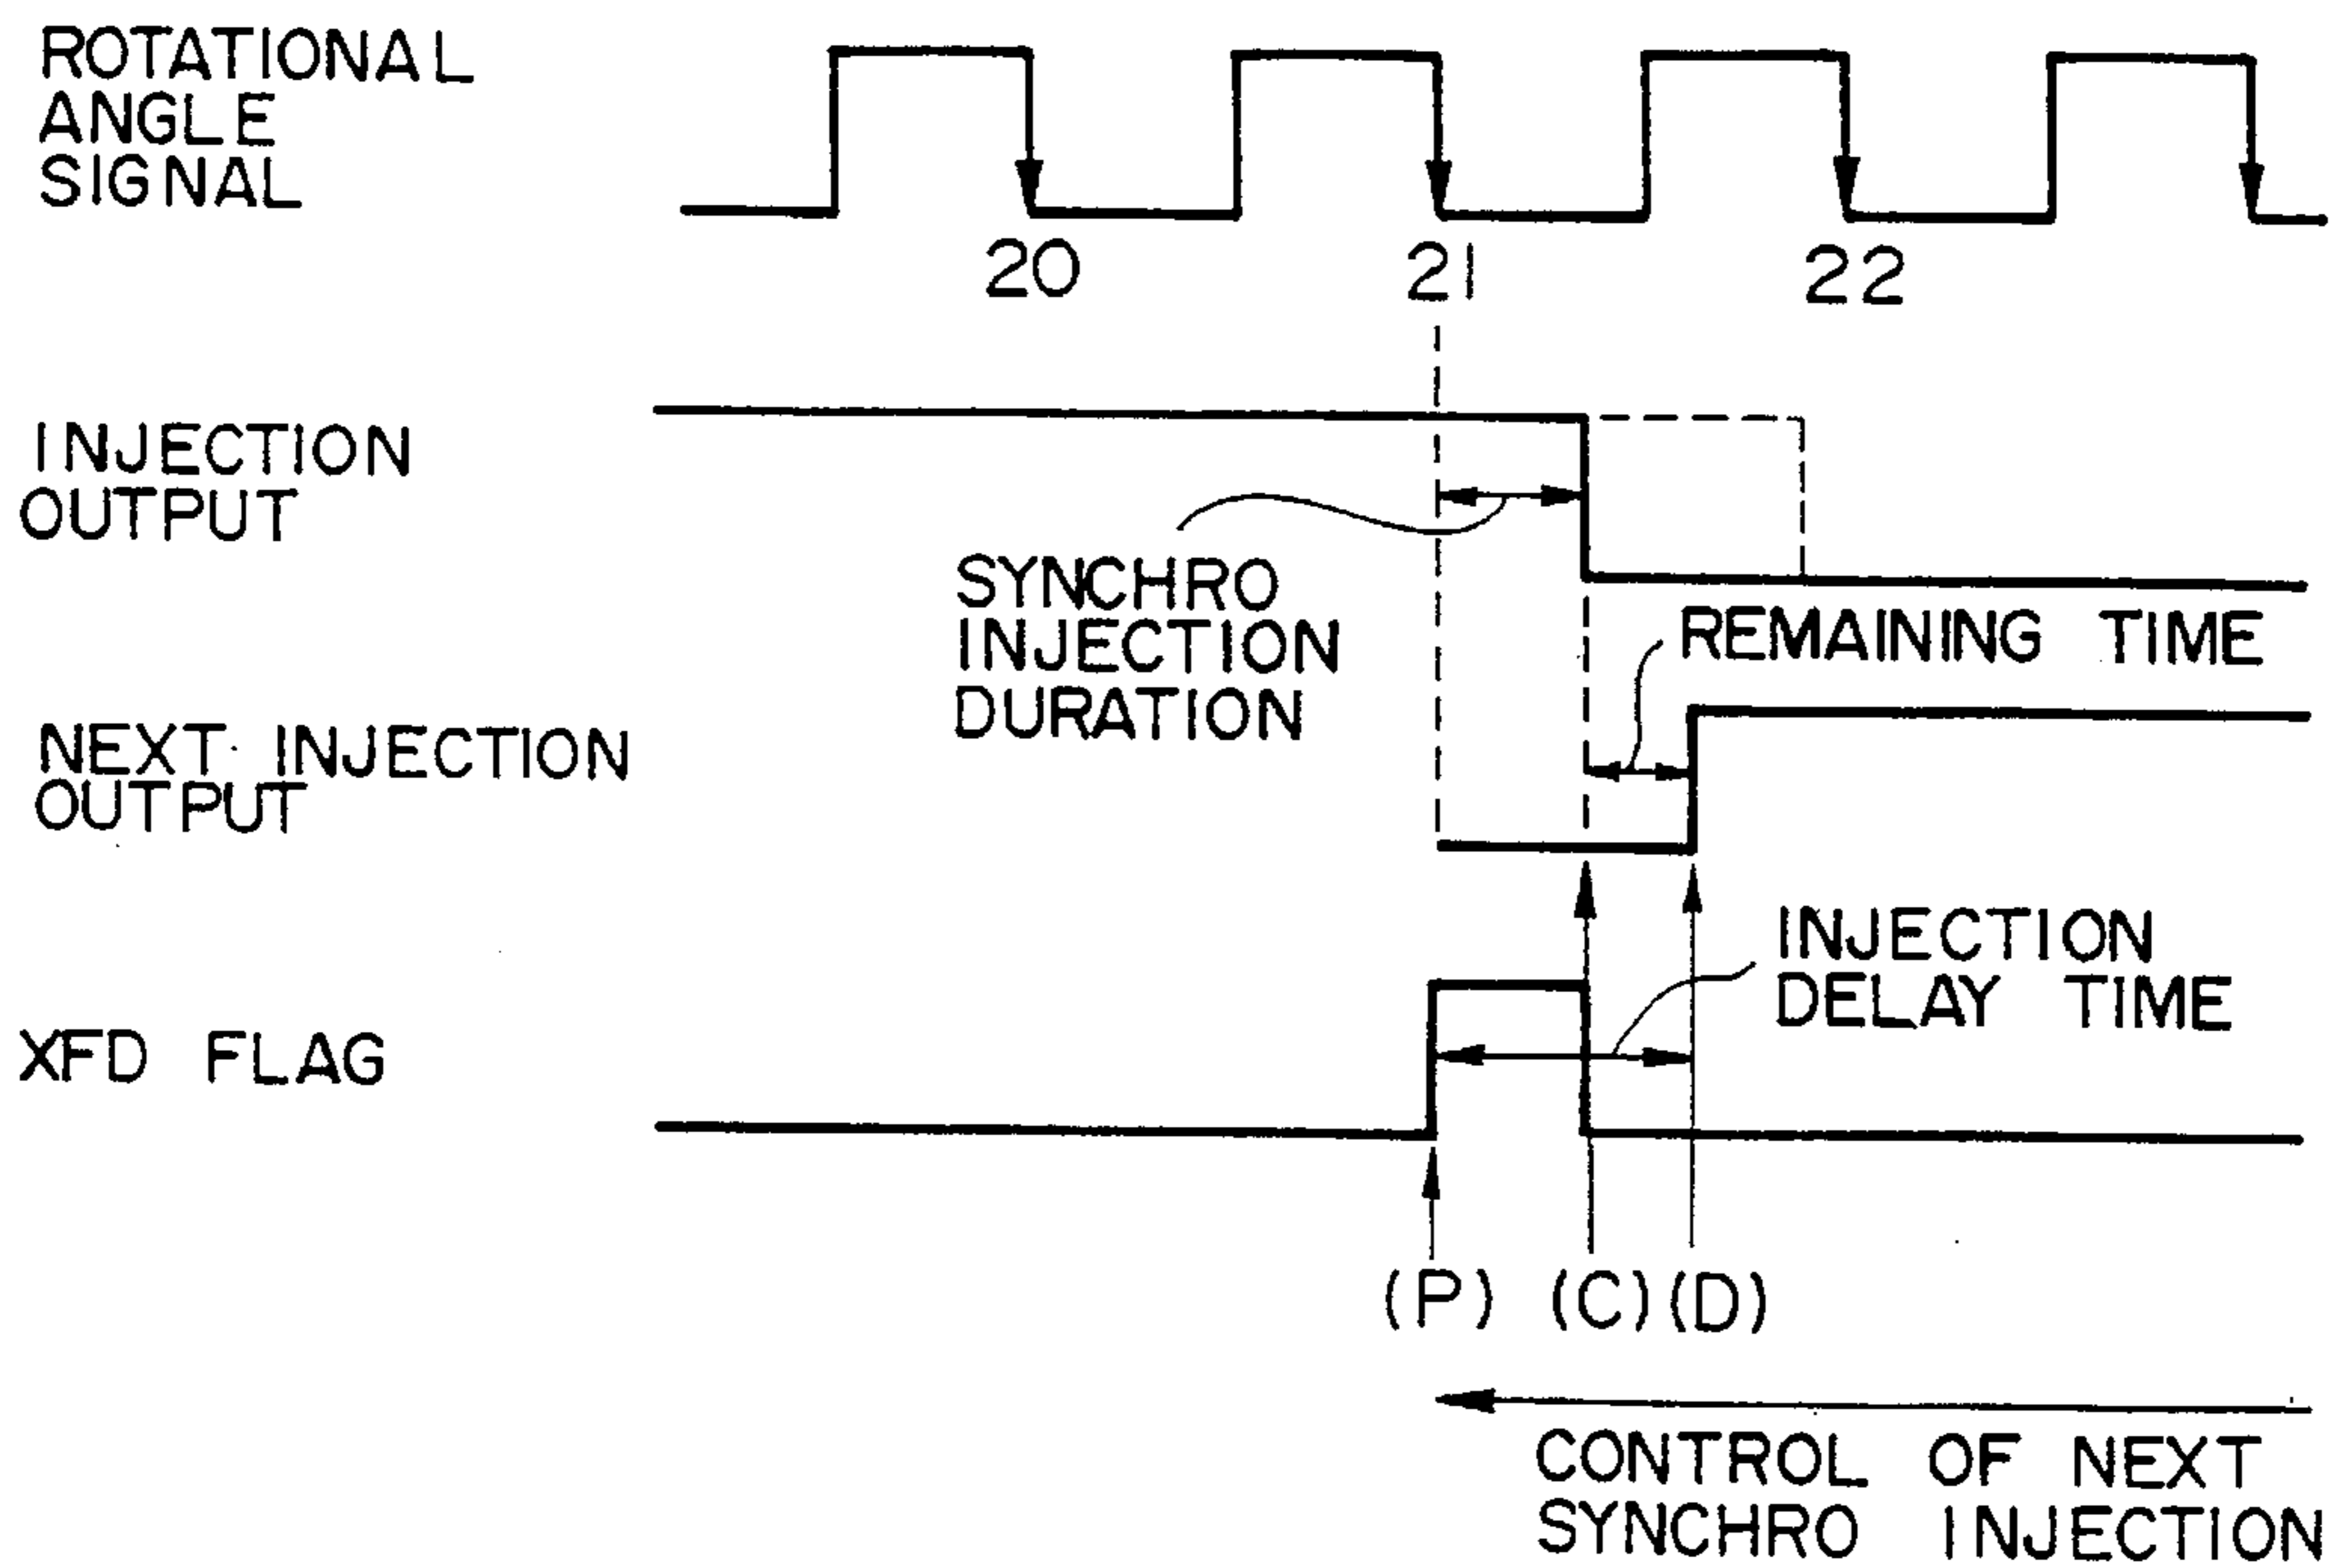 ROTATIONAL
ANGLE
SIGNAL
20
21
22
INJECTION
OUTPUT
SYNCHRO
INJECTION
DURATION
REMAINING TIME
NEXT INJECTION
OUTPUT
INJECTION
DELAY TIME
XFD FLAG
(P)
(C)
(D)
CONTROL OF NEXT
SYNCHRO INJECTION